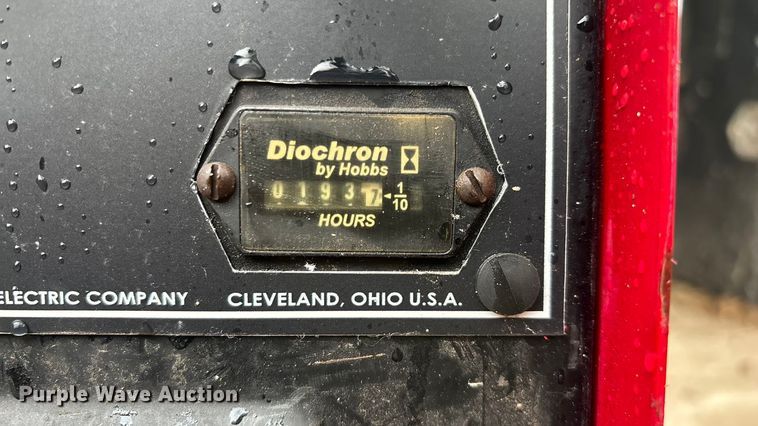 Diochron
by Hobbs
0 1 9 3 7 1/10
HOURS
ELECTRIC COMPANY CLEVELAND, OHIO U.S.A.
Purple Wave Auction